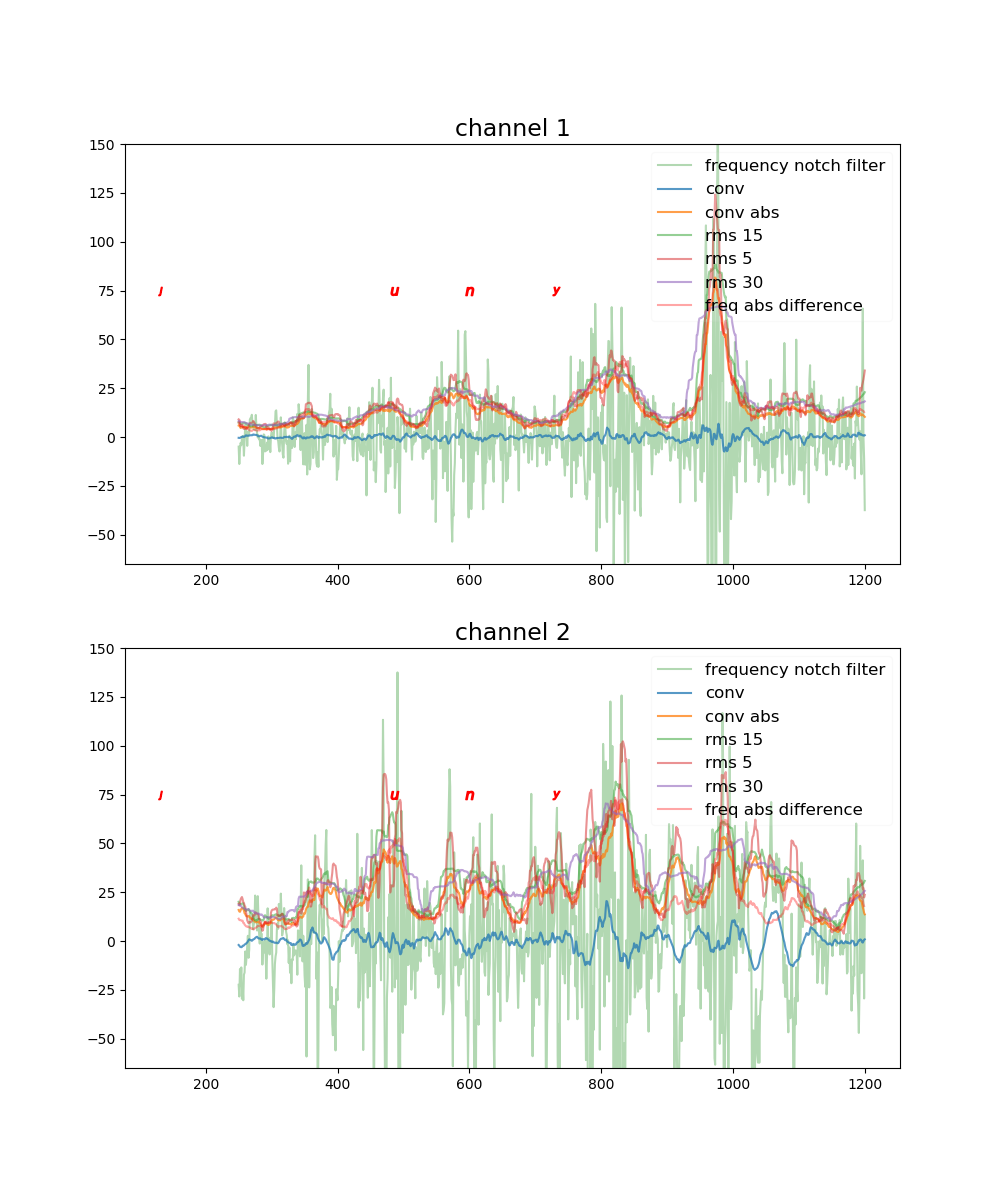 channel 1
150
125
100
75
50
25
0
−25
−50
frequency notch filter
conv
conv abs
rms 15
rms 5
rms 30
freq abs difference
J u n y
200 400 600 800 1000 1200
channel 2
150
125
100
75
50
25
0
−25
−50
frequency notch filter
conv
conv abs
rms 15
rms 5
rms 30
freq abs difference
J u n y
200 400 600 800 1000 1200